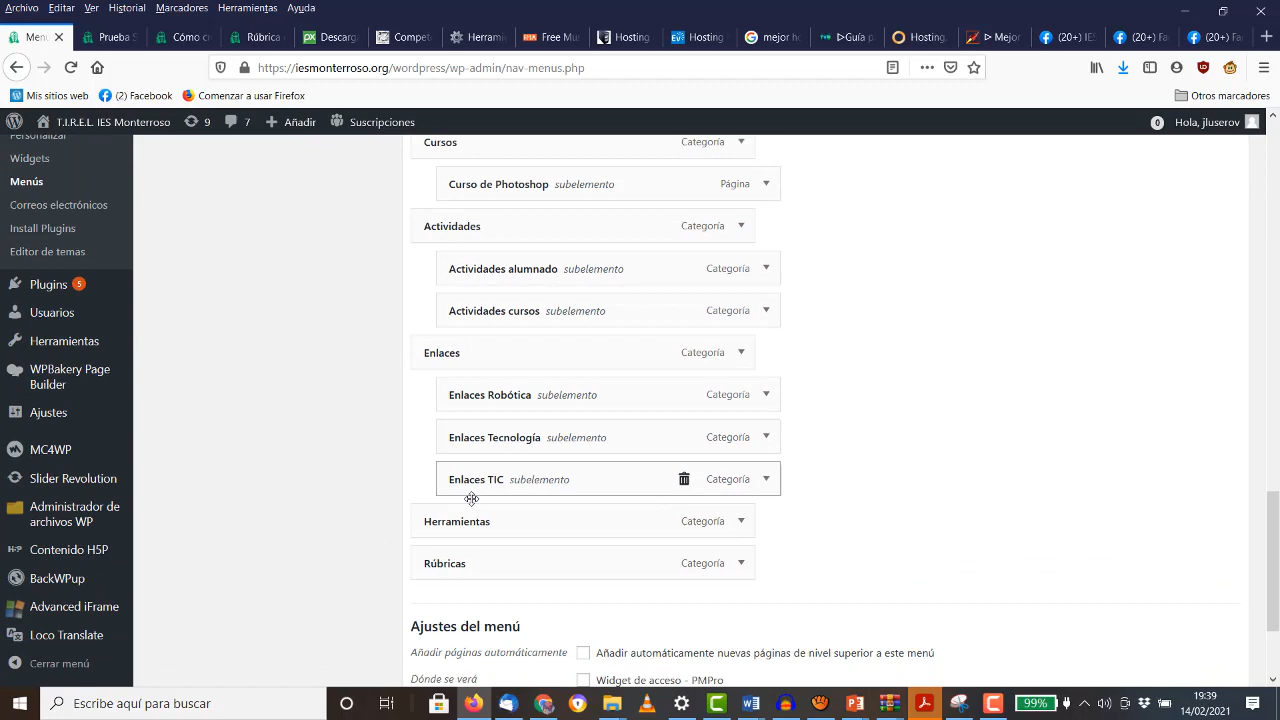 Archivo Editar Ver Historial Marcadores Herramientas Ayuda
Menú
Prueba S
Cómo c
Rúbrica
Descarg
Compet
Herrami
Free Mus
Hosting
Hosting
mejor ho
▷Guía p
Hosting.
▷ Mejor
(20+) IES
(20+) Fa
(20+) Fa
https://iesmonterroso.org/wordpress/wp-admin/nav-menus.php
Mis sitios web (2) Facebook Comenzar a usar Firefox Otros marcadores
T.I.R.E.L. IES Monterroso 9 7 Añadir Suscripciones 0 Hola, jluserov
Personalizar
Widgets
Menús
Correos electrónicos
Install Plugins
Editor de temas
Plugins 5
Usuarios
Herramientas
WPBakery Page
Builder
Ajustes
MC4WP
Slider Revolution
Administrador de
archivos WP
Contenido H5P
BackWPup
Advanced iFrame
Loco Translate
Cerrar menú
Cursos Categoría
Curso de Photoshop subelemento Página
Actividades Categoría
Actividades alumnado subelemento Categoría
Actividades cursos subelemento Categoría
Enlaces Categoría
Enlaces Robótica subelemento Categoría
Enlaces Tecnología subelemento Categoría
Enlaces TIC subelemento Categoría
Herramientas Categoría
Rúbricas Categoría
Ajustes del menú
Añadir páginas automáticamente Añadir automáticamente nuevas páginas de nivel superior a este menú
Dónde se verá Widget de acceso - PMPro
Escribe aquí para buscar
99%
19:39
14/02/2021